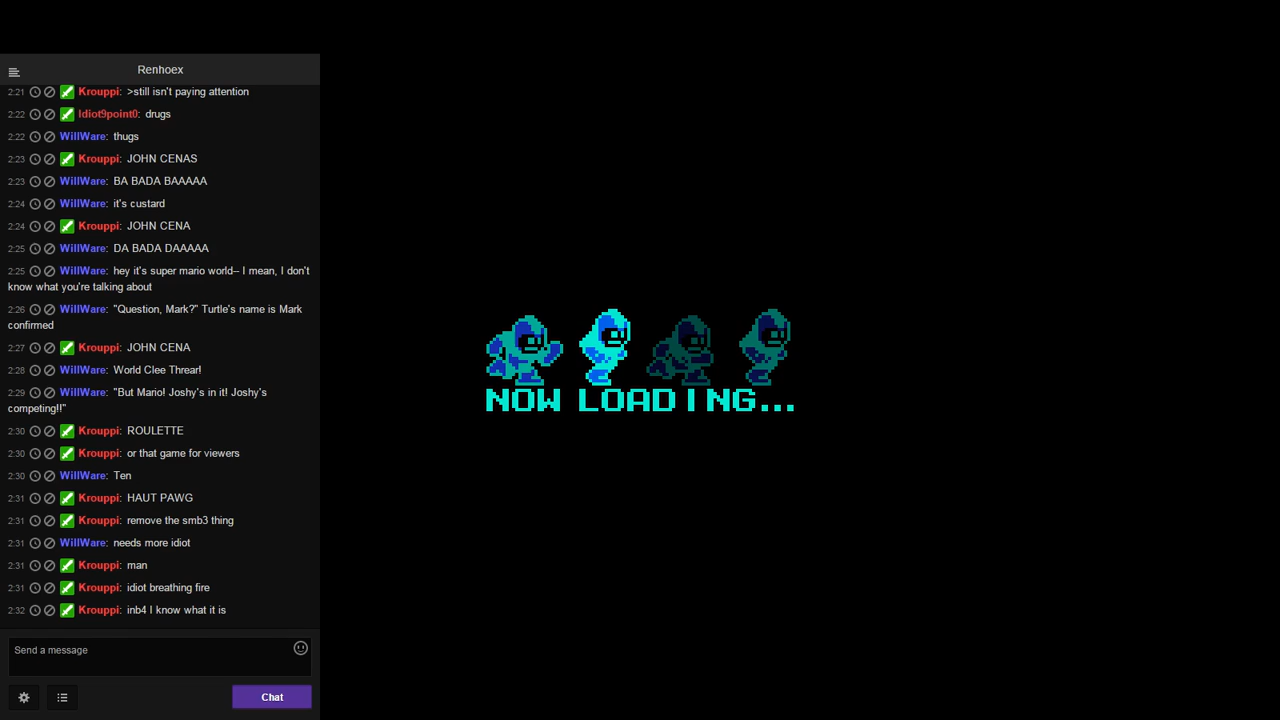 Renhoex
2:21 Krouppi: >still isn't paying attention
2:22 Idiot9point0: drugs
2:22 WillWare: thugs
2:23 Krouppi: JOHN CENAS
2:23 WillWare: BA BADA BAAAAA
2:24 WillWare: it's custard
2:24 Krouppi: JOHN CENA
2:25 WillWare: DA BADA DAAAAA
2:25 WillWare: hey it's super mario world-- I mean, I don't
know what you're talking about
2:26 WillWare: "Question, Mark?" Turtle's name is Mark
confirmed
2:27 Krouppi: JOHN CENA
2:28 WillWare: World Clee Threar!
2:29 WillWare: "But Mario! Joshy's in it! Joshy's
competing!!"
2:30 Krouppi: ROULETTE
2:30 Krouppi: or that game for viewers
2:30 WillWare: Ten
2:31 Krouppi: HAUT PAWG
2:31 Krouppi: remove the smb3 thing
2:31 WillWare: needs more idiot
2:31 Krouppi: man
2:31 Krouppi: idiot breathing fire
2:32 Krouppi: inb4 I know what it is
Send a message
Chat
NOW LOADING...